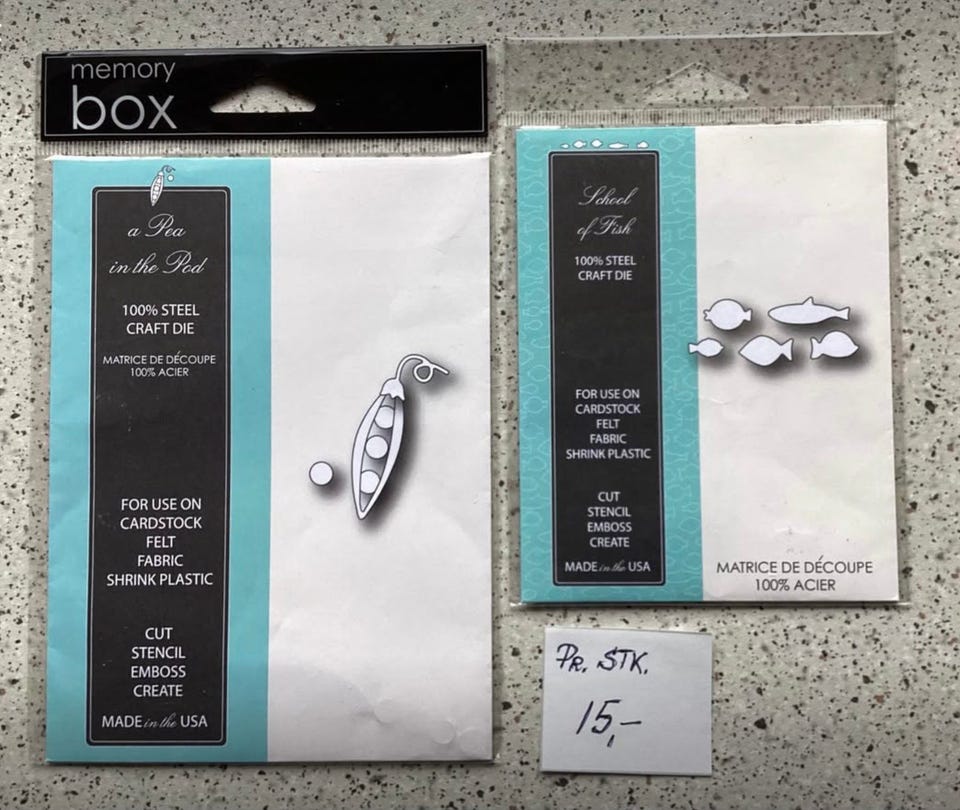 memory
box
a Pea
in the Pod
100% STEEL
CRAFT DIE
MATRICE DE DÉCOUPE
100% ACIER
FOR USE ON
CARDSTOCK
FELT
FABRIC
SHRINK PLASTIC
CUT
STENCIL
EMBOSS
CREATE
MADE in the USA
School
of Fish
100% STEEL
CRAFT DIE
FOR USE ON
CARDSTOCK
FELT
FABRIC
SHRINK PLASTIC
CUT
STENCIL
EMBOSS
CREATE
MADE in the USA
MATRICE DE DÉCOUPE
100% ACIER
PR. STK.
15,-